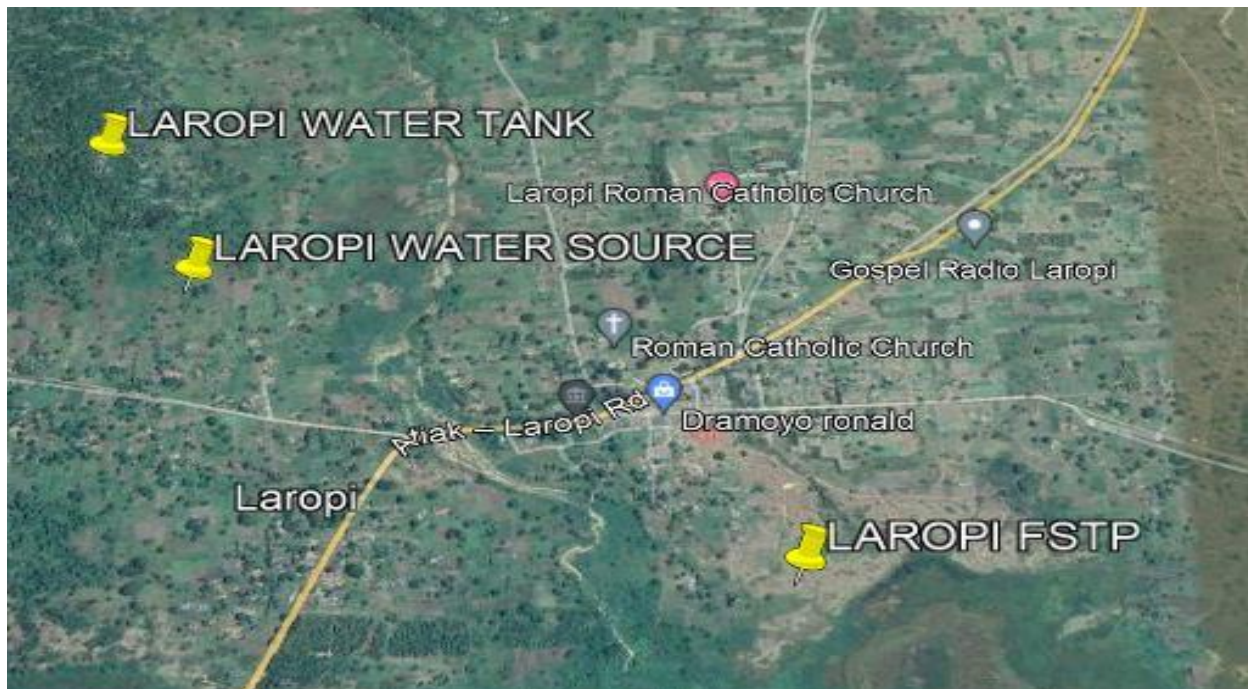 LAROPI WATER TANK
Laropi Roman Catholic Church
LAROPI WATER SOURCE
Gospel Radio Laropi
Roman Catholic Church
Atiak – Laropi Rd
Dramoyo ronald
Laropi
LAROPI FSTP